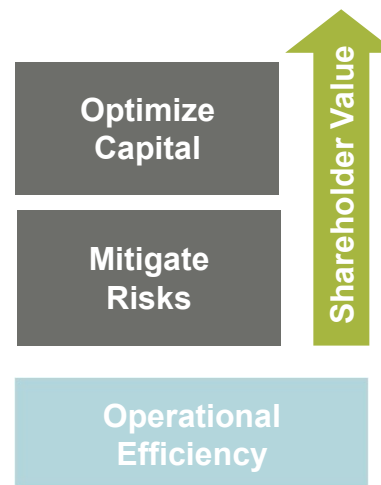 Optimize
Capital
Shareholder Value
Mitigate
Risks
Operational
Efficiency